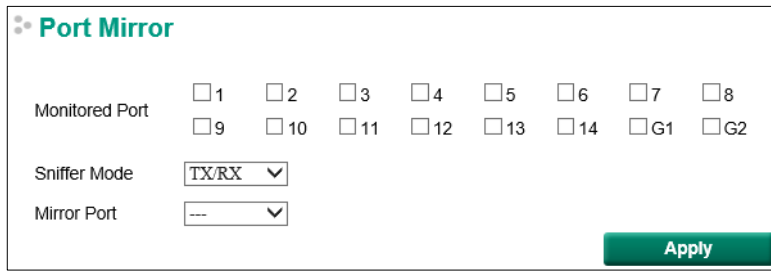 Port Mirror
Monitored Port
1 2 3 4 5 6 7 8
9 10 11 12 13 14 G1 G2
Sniffer Mode TX/RX
Mirror Port ---
Apply